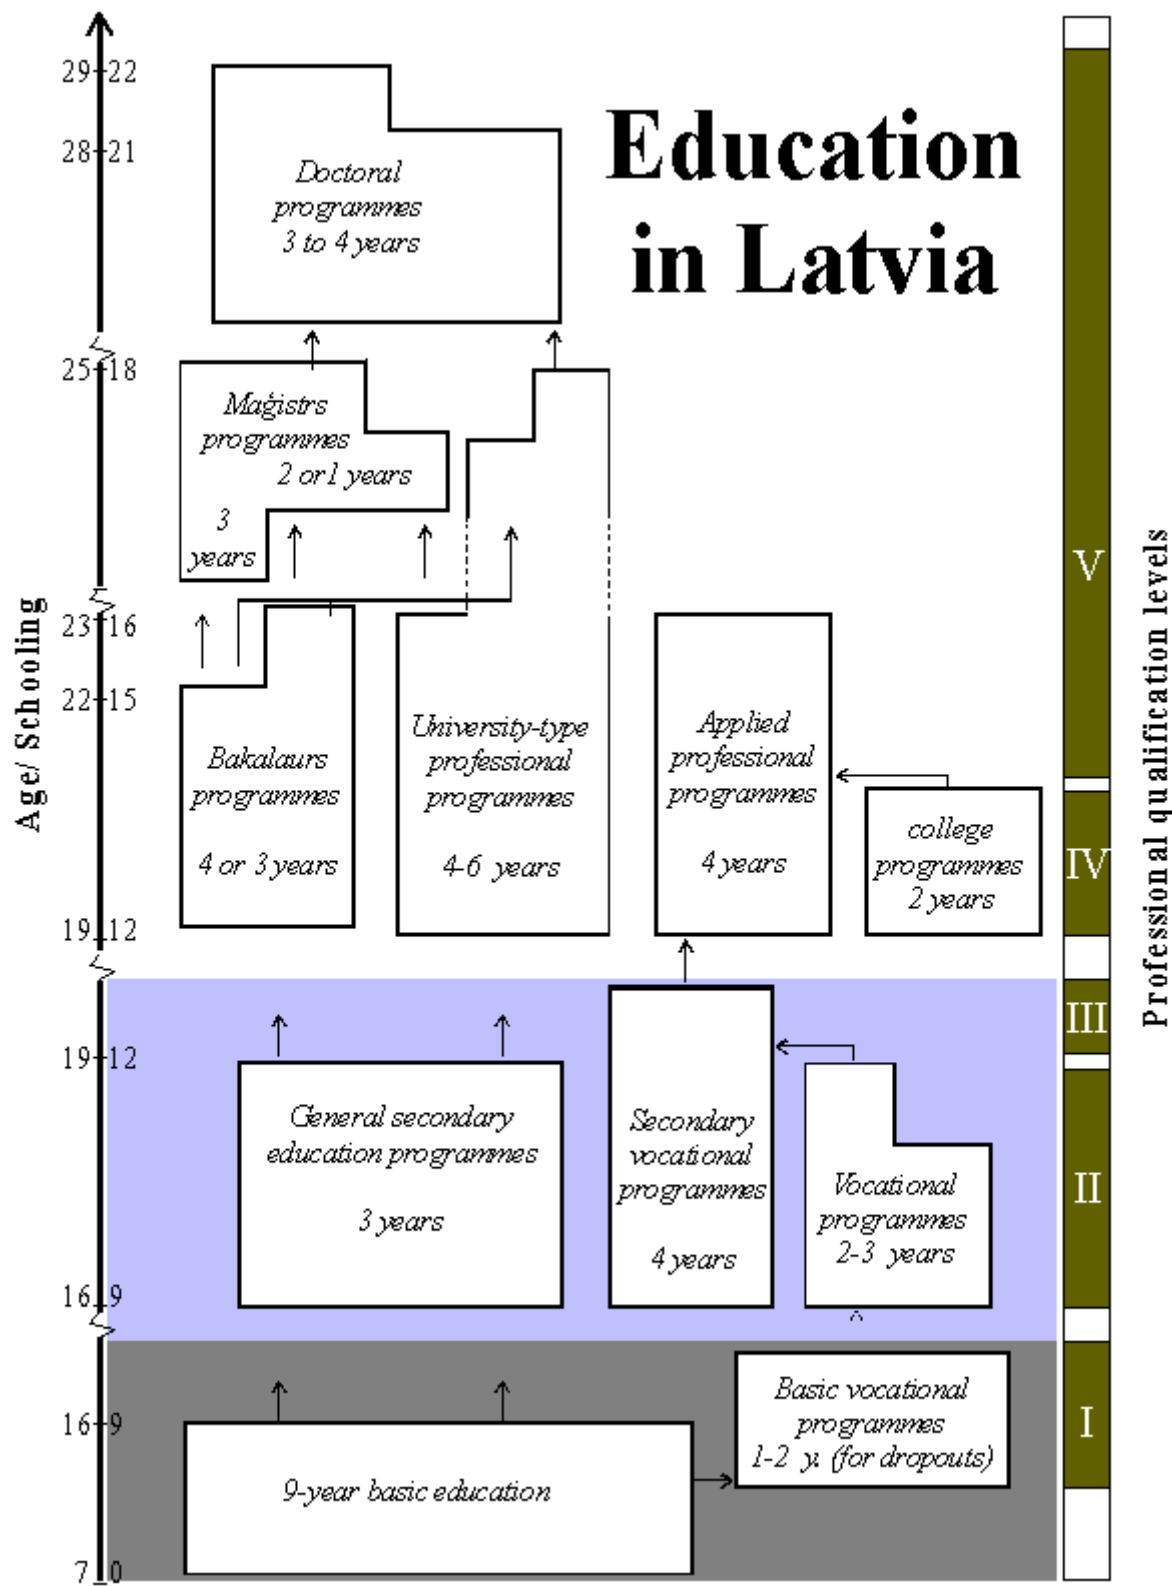 Education
in Latvia
29 22
28 21
Doctoral
programmes
3 to 4 years
25 18
Maģistrs
programmes
2 or 1 years
3
years
23 16
22 15
Bakalaurs
programmes
4 or 3 years
University-type
professional
programmes
4-6 years
Applied
professional
programmes
4 years
college
programmes
2 years
19 12
19 12
General secondary
education programmes
3 years
Secondary
vocational
programmes
4 years
Vocational
programmes
2-3 years
16 9
16 9
9-year basic education
Basic vocational
programmes
1-2 y. (for dropouts)
7 0
Age/ Schooling
V
IV
III
II
I
Professional qualification levels